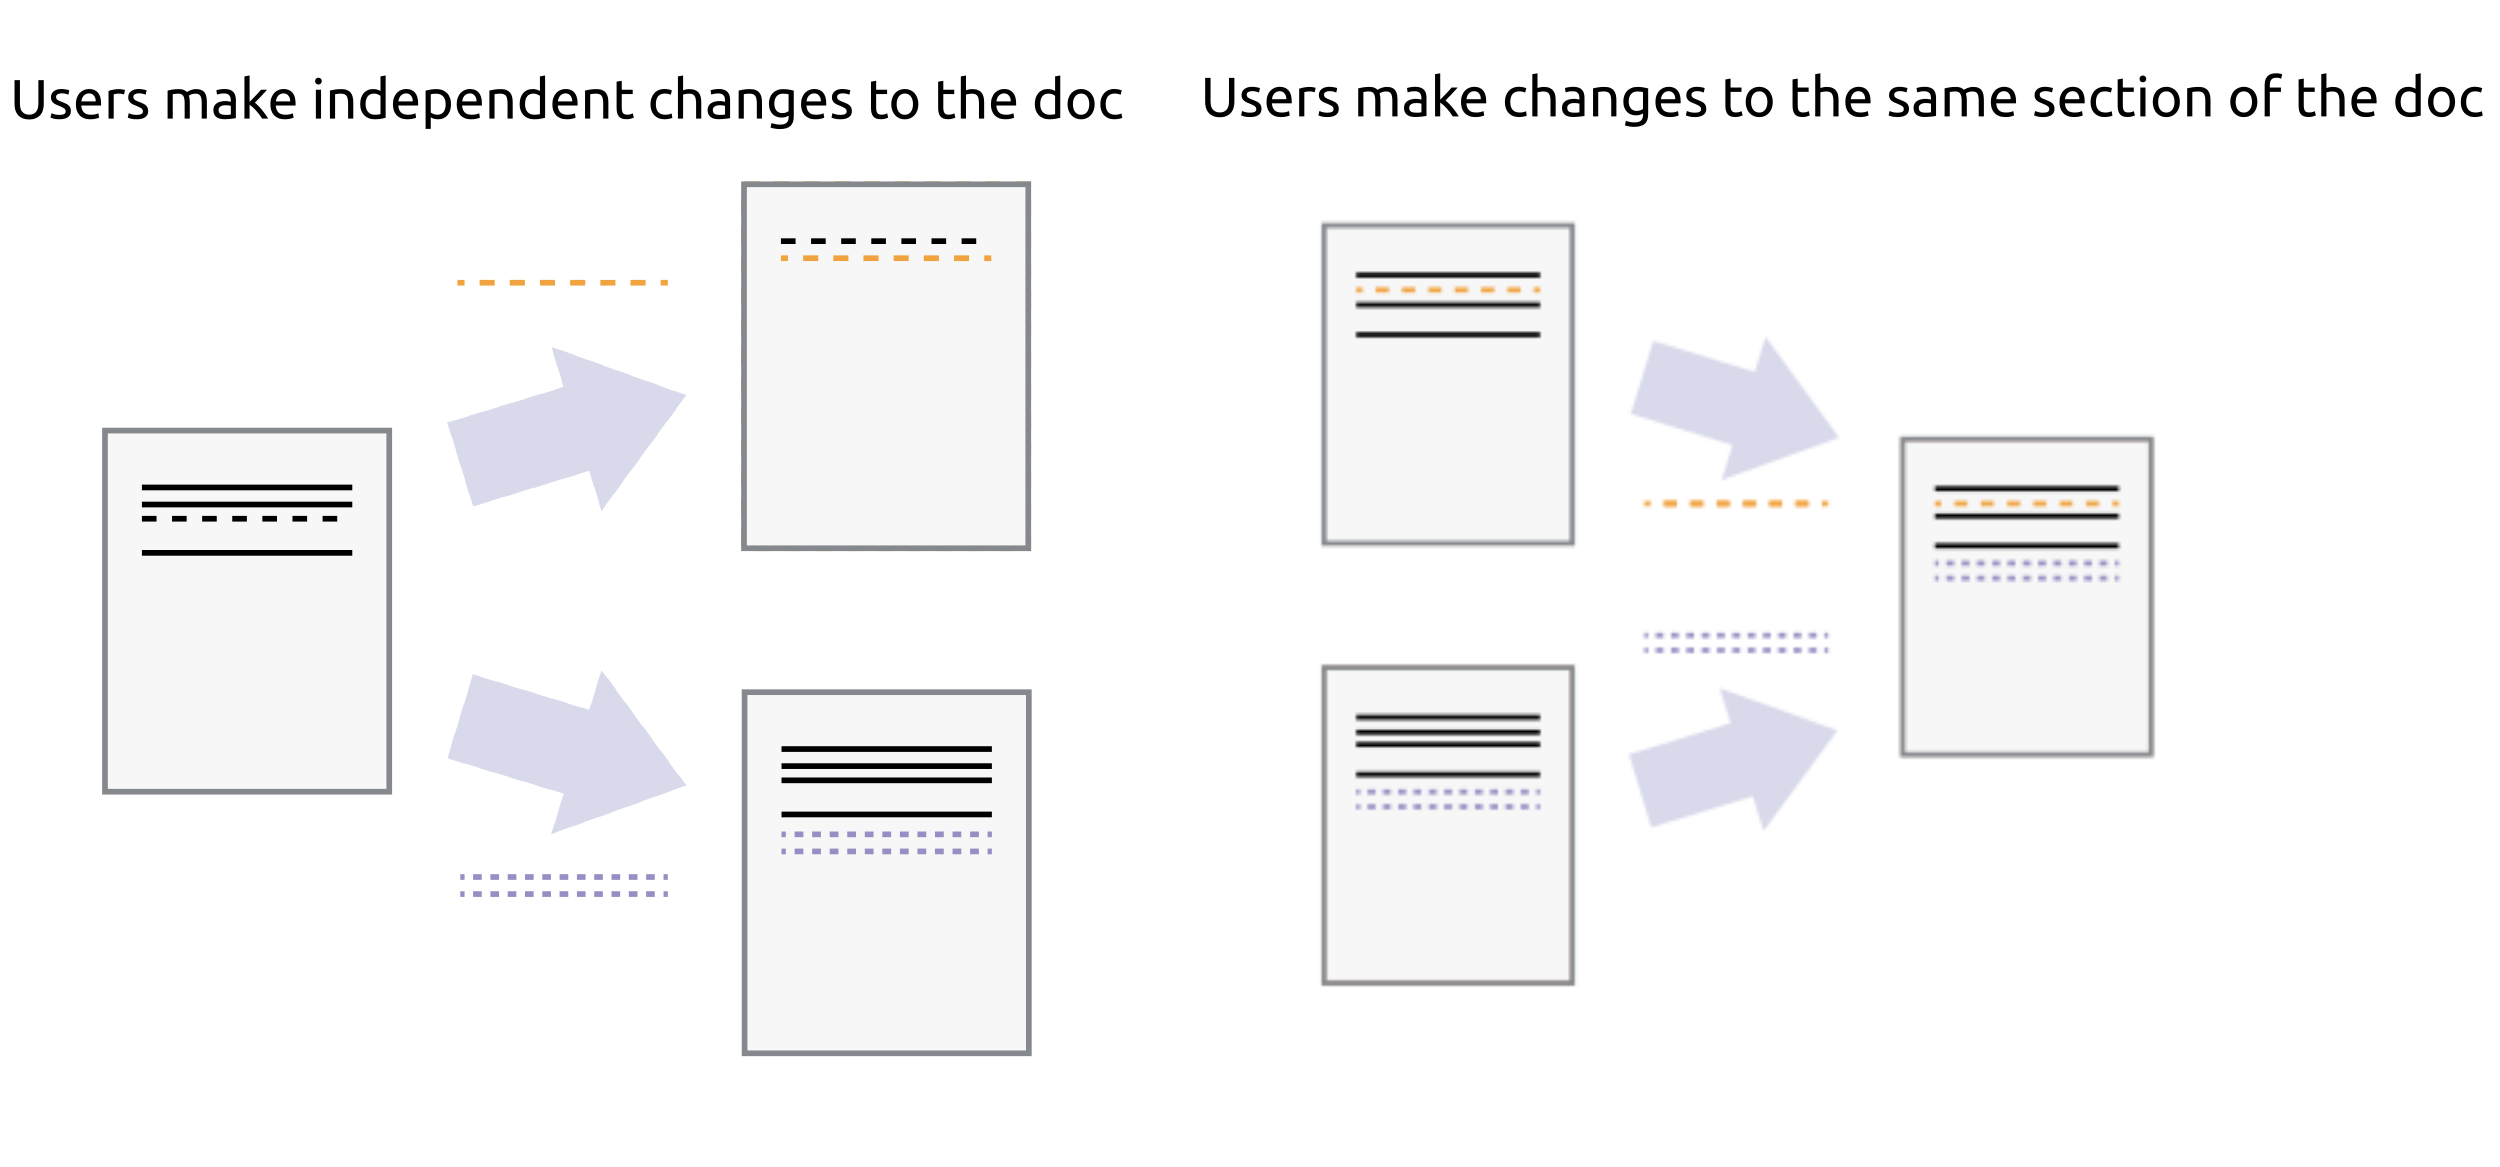 Users make independent changes to the doc
Users make changes to the same section of the doc